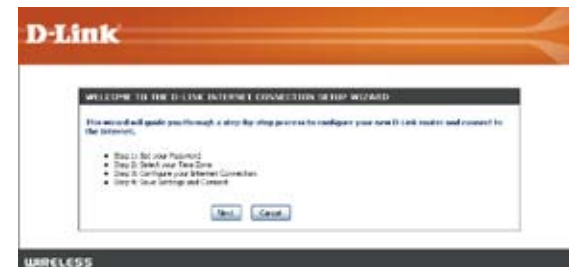 D-Link
WELCOME TO THE D-LINK INTERNET CONNECTION SETUP WIZARD
This wizard will guide you through a step-by-step process to configure your new D-Link router and connect to
the Internet.
• Step 1: Set your Password
• Step 2: Select your Time Zone
• Step 3: Configure your Internet Connection
• Step 4: Save Settings and Connect
Next Cancel
WIRELESS